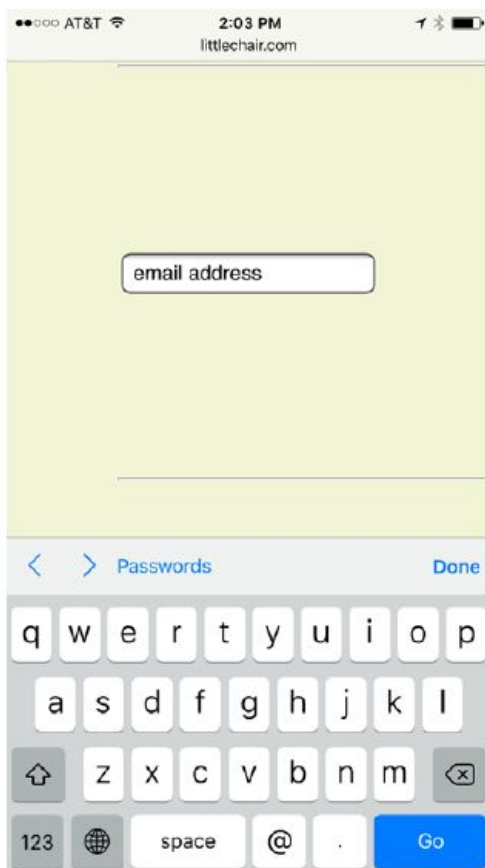 AT&T 2:03 PM
littlechair.com
email address
Passwords Done
q w e r t y u i o p
a s d f g h j k l
z x c v b n m
123 space @ . Go